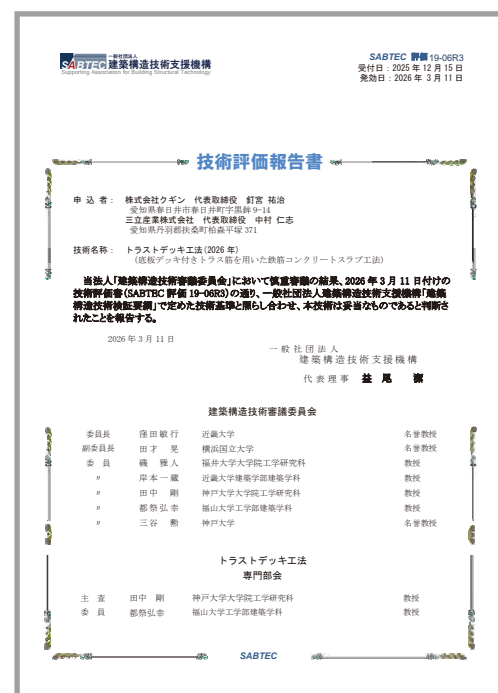 一般社団法人
SABTEC 建築構造技術支援機構
Supporting Association for Building Structural Technology
SABTEC 評価 19-06R3
受付日：2025 年 12 月 15 日
発効日：2026 年 3 月 11 日
技術評価報告書
申 込 者： 株式会社クギン 代表取締役 釘宮 祐治
愛知県春日井市春日井町字黒鉾 9-14
三立産業株式会社 代表取締役 中村 仁志
愛知県丹羽郡扶桑町柏森平塚 371
技術名称： トラストデッキ工法(2026 年)
(底板デッキ付きトラス筋を用いた鉄筋コンクリートスラブ工法)
当法人「建築構造技術審議委員会」において慎重審議の結果、2026 年 3 月 11 日付けの
技術評価書(SABTEC 評価 19-06R3)の通り、一般社団法人建築構造技術支援機構「建築
構造技術検証要綱」で定めた技術基準と照らし合わせ、本技術は妥当なものであると判断さ
れたことを報告する。
2026 年 3 月 11 日
一 般 社 団 法 人
建 築 構 造 技 術 支 援 機 構
代 表 理 事 益 尾 潔
建築構造技術審議委員会
委員長 窪田敏行 近畿大学 名誉教授
副委員長 田才 晃 横浜国立大学 名誉教授
委 員 磯 雅人 福井大学大学院工学研究科 教授
〃 岸本一蔵 近畿大学建築学部建築学科 教授
〃 田中 剛 神戸大学大学院工学研究科 教授
〃 都祭弘幸 福山大学工学部建築学科 教授
〃 三谷 勲 神戸大学 名誉教授
トラストデッキ工法
専門部会
主 査 田中 剛 神戸大学大学院工学研究科 教授
委 員 都祭弘幸 福山大学工学部建築学科 教授
SABTEC